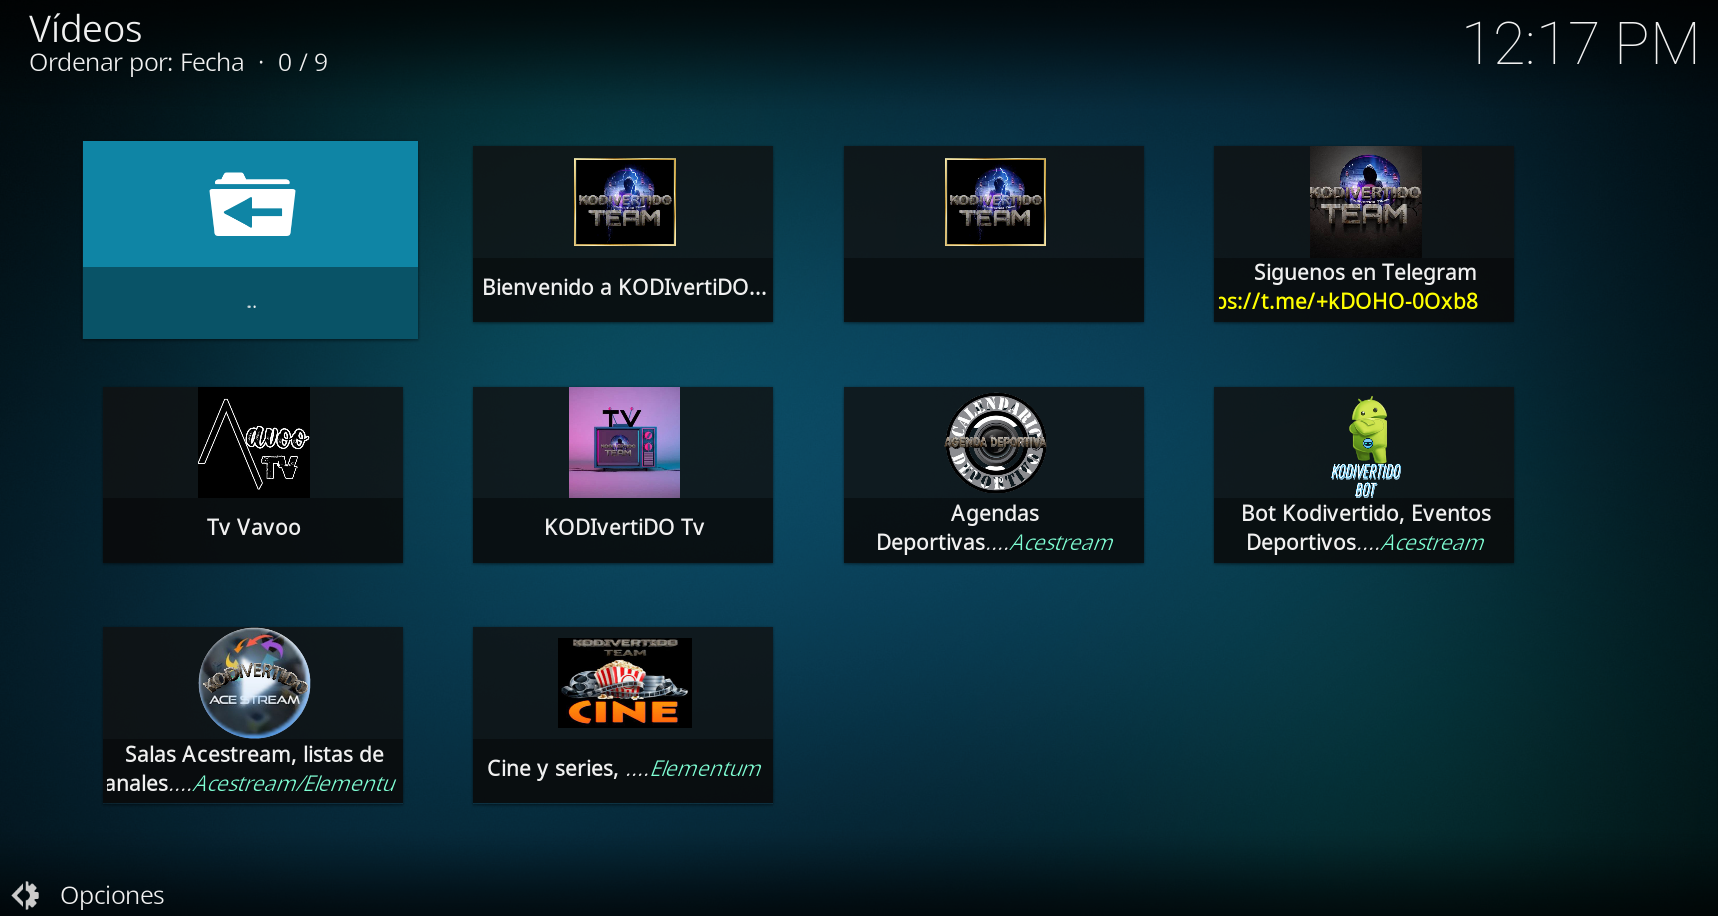 Vídeos
Ordenar por: Fecha · 0 / 9
12:17 PM
..
KODIVERTIDO
TEAM
Bienvenido a KODIvertiDO...
KODIVERTIDO
TEAM
KODIVERTIDO
TEAM
Siguenos en Telegram
ps://t.me/+kDOHO-0Oxb8
Vavoo
TV
Tv Vavoo
TV
KODIVERTIDO
TEAM
KODIvertiDO Tv
CALENDARIO
AGENDA DEPORTIVA
DEPORTIVO
Agendas
Deportivas....Acestream
KODIVERTIDO
BOT
Bot Kodivertido, Eventos
Deportivos....Acestream
KODIVERTIDO
ACE STREAM
Salas Acestream, listas de
anales....Acestream/Elementu
KODIVERTIDO
TEAM
CINE
Cine y series, ....Elementum
Opciones